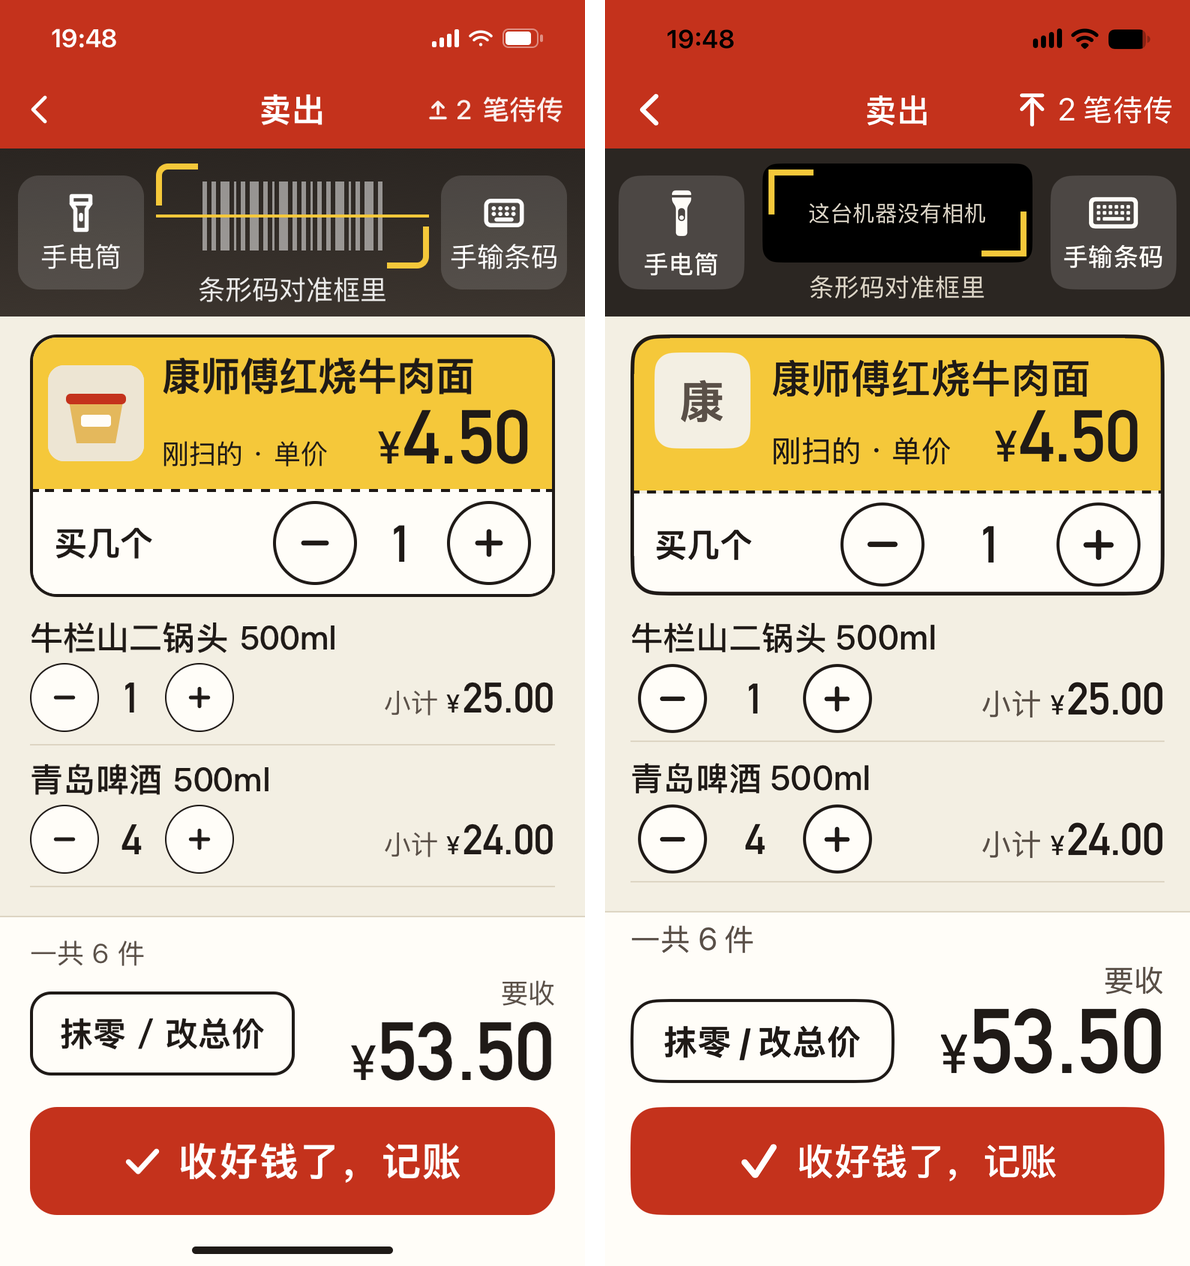 19:48
卖出
2 笔待传
手电筒
条形码对准框里
手输条码
康师傅红烧牛肉面
刚扫的 · 单价
¥4.50
买几个
1
牛栏山二锅头 500ml
1
小计 ¥25.00
青岛啤酒 500ml
4
小计 ¥24.00
一共 6 件
抹零 / 改总价
要收
¥53.50
收好钱了，记账
19:48
卖出
2 笔待传
手电筒
这台机器没有相机
条形码对准框里
手输条码
康
康师傅红烧牛肉面
刚扫的 · 单价
¥4.50
买几个
1
牛栏山二锅头 500ml
1
小计 ¥25.00
青岛啤酒 500ml
4
小计 ¥24.00
一共 6 件
抹零 / 改总价
要收
¥53.50
收好钱了，记账